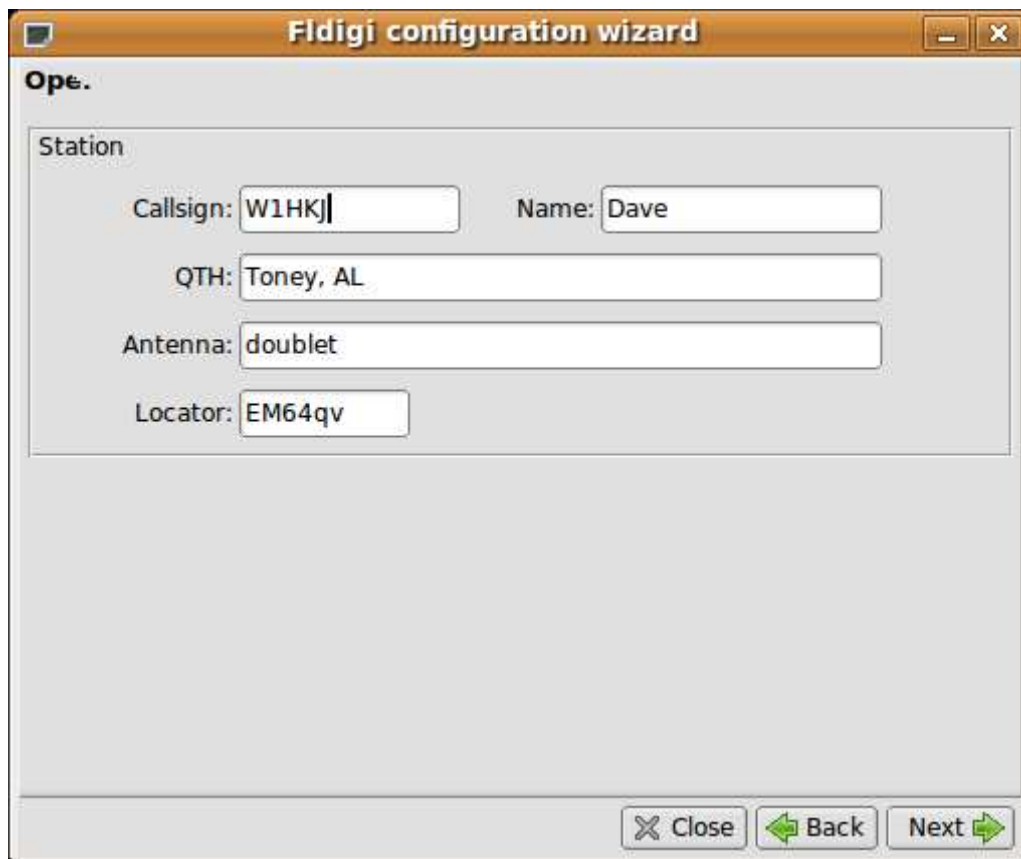 Fldigi configuration wizard
Ope.
Station
Callsign: W1HKJ Name: Dave
QTH: Toney, AL
Antenna: doublet
Locator: EM64qv
Close Back Next